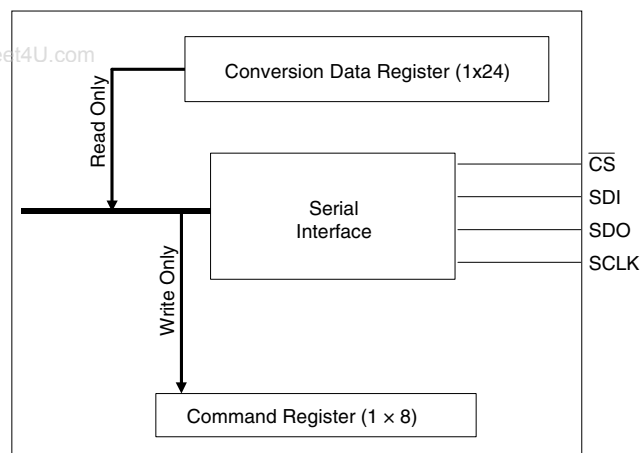 eet4U.com
Conversion Data Register (1x24)
Read Only
Serial
Interface
CS
SDI
SDO
SCLK
Write Only
Command Register (1 × 8)